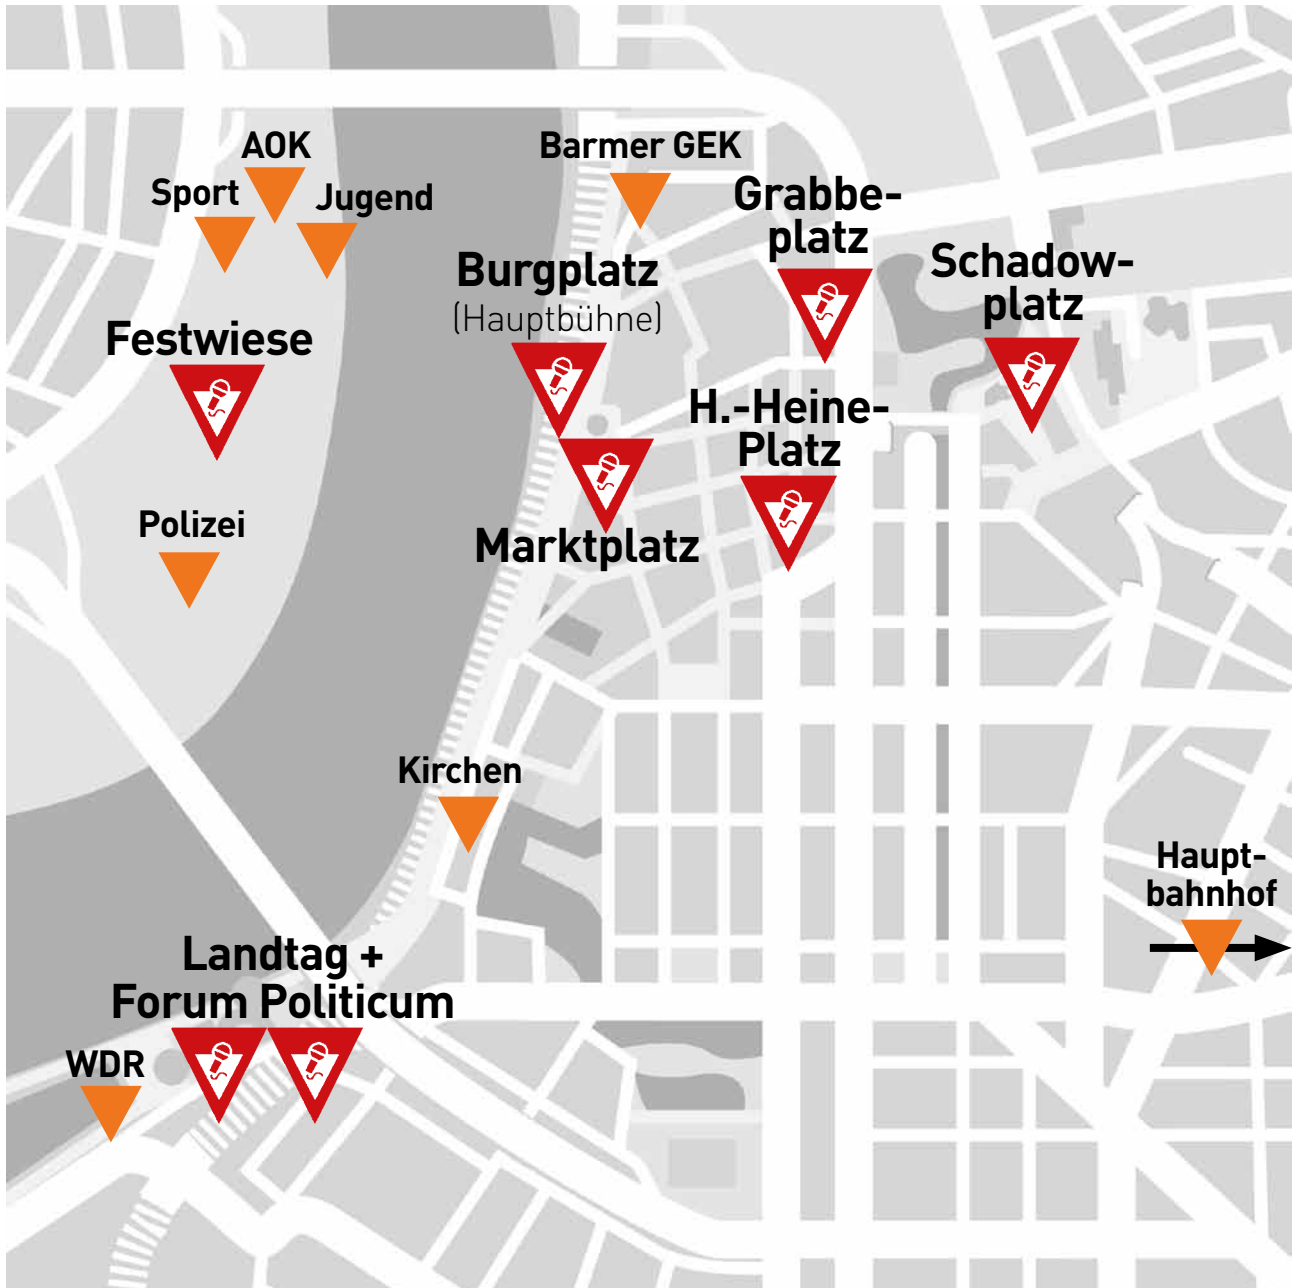 AOK
Barmer GEK
Sport
Jugend
Grabbe-
platz
Burgplatz
(Hauptbühne)
Schadow-
platz
Festwiese
H.-Heine-
Platz
Polizei
Marktplatz
Kirchen
Haupt-
bahnhof
Landtag +
Forum Politicum
WDR